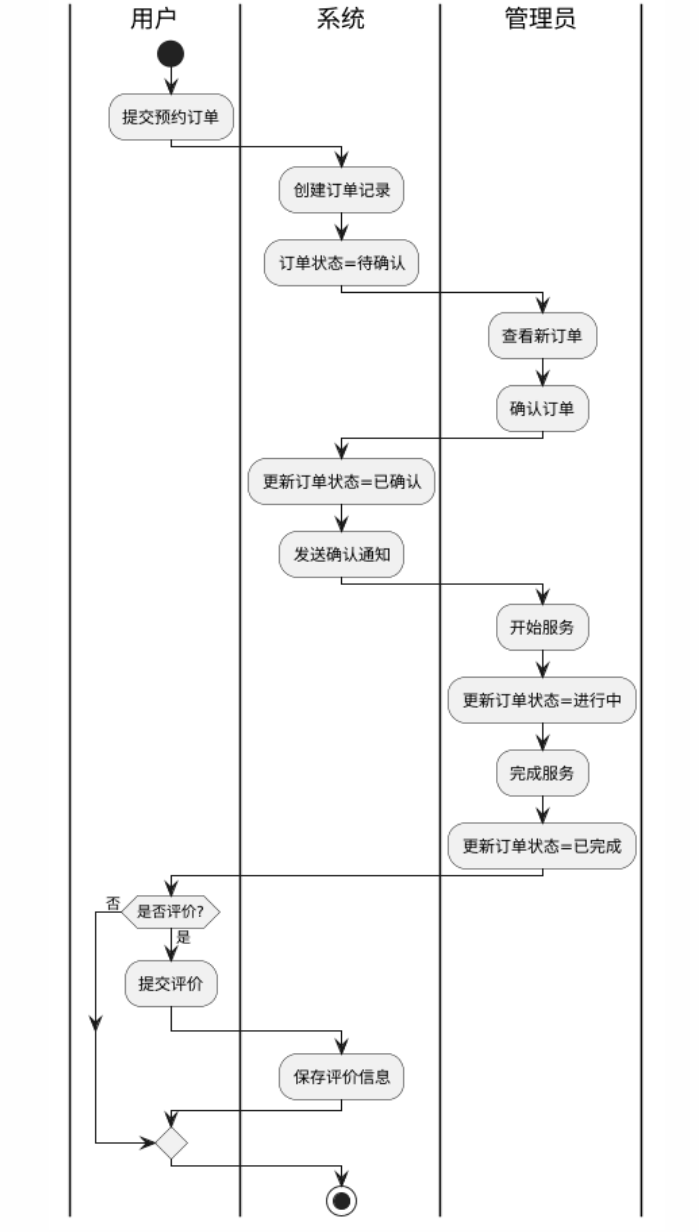 用户
系统
管理员
提交预约订单
创建订单记录
订单状态=待确认
查看新订单
确认订单
更新订单状态=已确认
发送确认通知
开始服务
更新订单状态=进行中
完成服务
更新订单状态=已完成
否
是否评价?
是
提交评价
保存评价信息